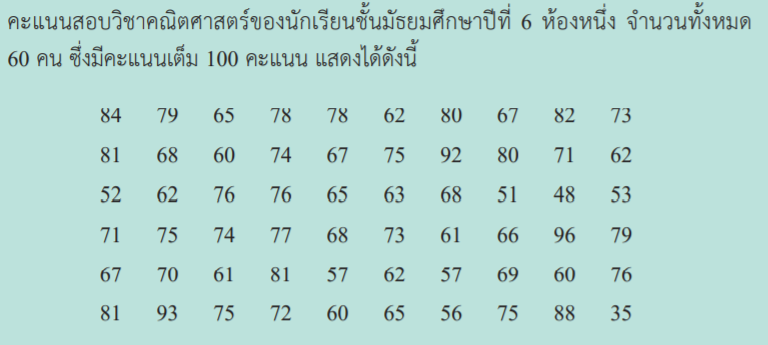 คะแนนสอบวิชาคณิตศาสตร์ของนักเรียนชั้นมัธยมศึกษาปีที่ 6 ห้องหนึ่ง จำนวนทั้งหมด
60 คน ซึ่งมีคะแนนเต็ม 100 คะแนน แสดงได้ดังนี้
84 79 65 78 78 62 80 67 82 73
81 68 60 74 67 75 92 80 71 62
52 62 76 76 65 63 68 51 48 53
71 75 74 77 68 73 61 66 96 79
67 70 61 81 57 62 57 69 60 76
81 93 75 72 60 65 56 75 88 35